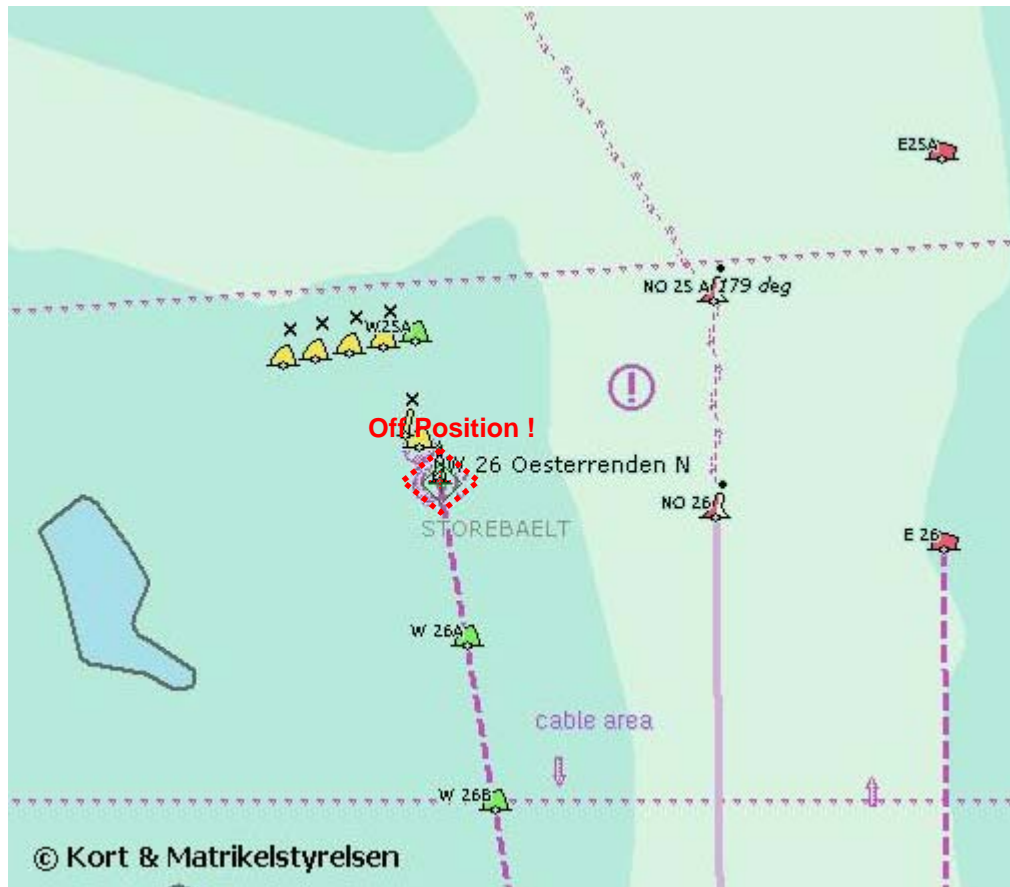 E25A
NO 25 A 179 deg
W.25A
Off Position !
NW 26 Oesterrenden N
NO 26
STOREBAELT
E 26
W 26A
cable area
W 26B
© Kort & Matrikelstyrelsen